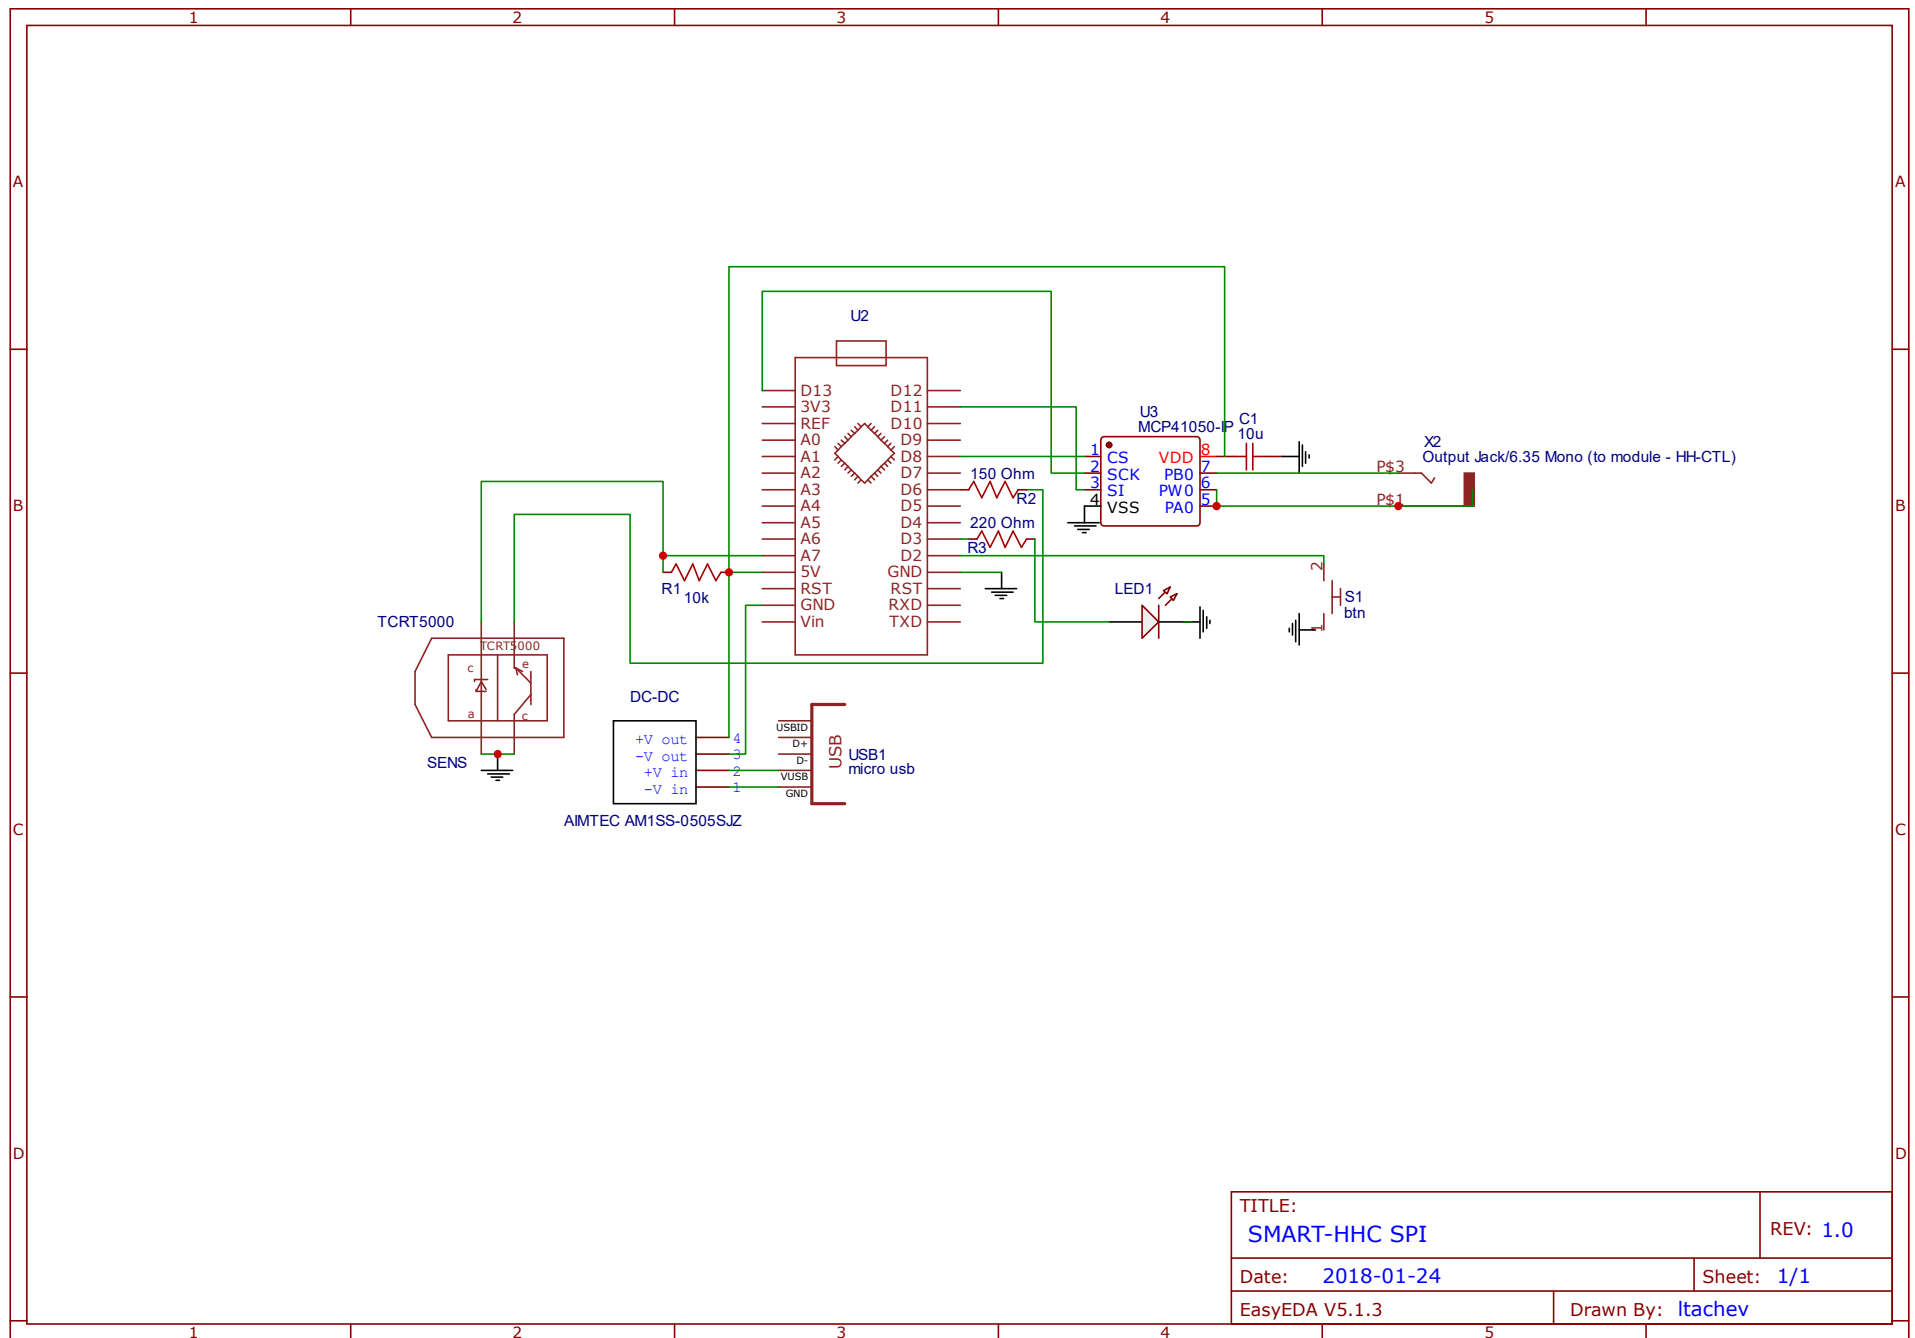 1 2 3 4 5
A A
B B
C C
D D
U2
D13 D12
3V3 D11
REF D10
A0 D9
A1 D8
A2 D7
A3 D6
A4 D5
A5 D4
A6 D3
A7 D2
5V GND
RST RST
GND RXD
Vin TXD
150 Ohm
R2
220 Ohm
R3
R1
10k
U3
MCP41050-IP
1 CS VDD 8
2 SCK PB0 7
3 SI PW0 6
4 VSS PA0 5
C1
10u
X2
Output Jack/6.35 Mono (to module - HH-CTL)
P$3
P$1
LED1
2
S1
btn
1
TCRT5000
TCRT5000
c e
a c
SENS
DC-DC
+V out 4
-V out 3
+V in 2
-V in 1
AIMTEC AM1SS-0505SJZ
USBID
D+
D-
VUSB
GND
USB
USB1
micro usb
TITLE:
SMART-HHC SPI
REV: 1.0
Date: 2018-01-24
Sheet: 1/1
EasyEDA V5.1.3
Drawn By: ltachev
1 2 3 4 5